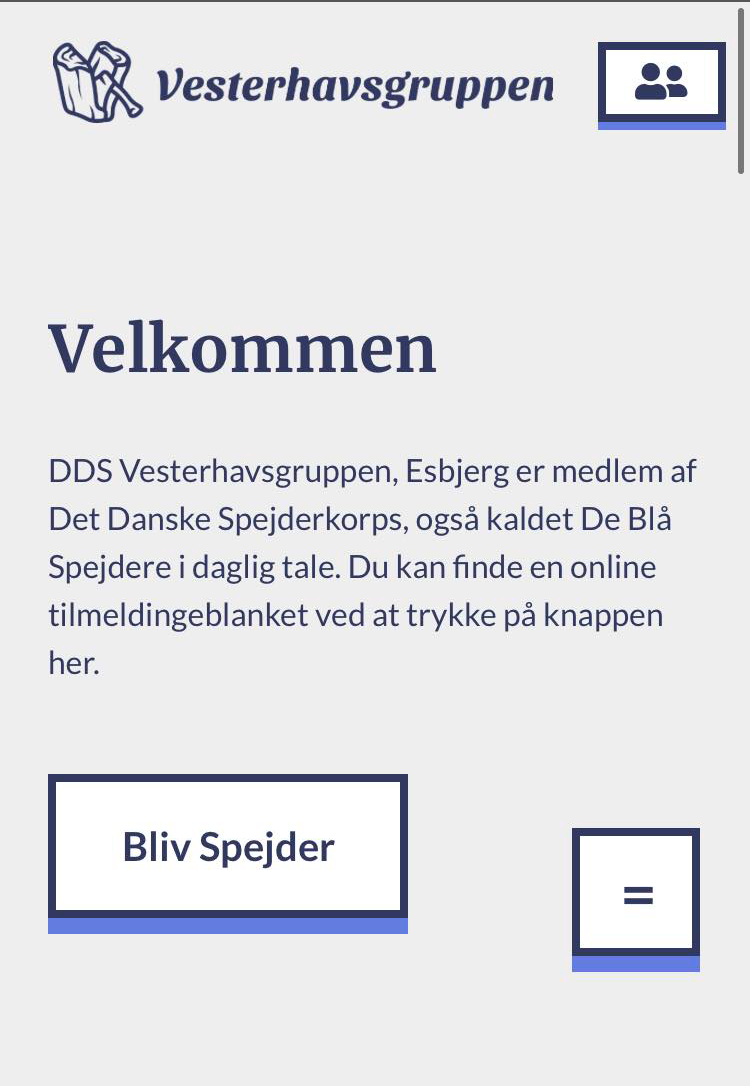 Vesterhavsgruppen
Velkommen
DDS Vesterhavsgruppen, Esbjerg er medlem af
Det Danske Spejderkorps, også kaldet De Blå
Spejdere i daglig tale. Du kan finde en online
tilmeldingeblanket ved at trykke på knappen
her.
Bliv Spejder
=